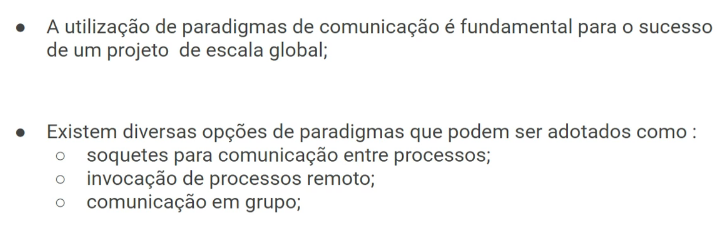 ● A utilização de paradigmas de comunicação é fundamental para o sucesso
de um projeto  de escala global;
● Existem diversas opções de paradigmas que podem ser adotados como :
○ soquetes para comunicação entre processos;
○ invocação de processos remoto;
○ comunicação em grupo;